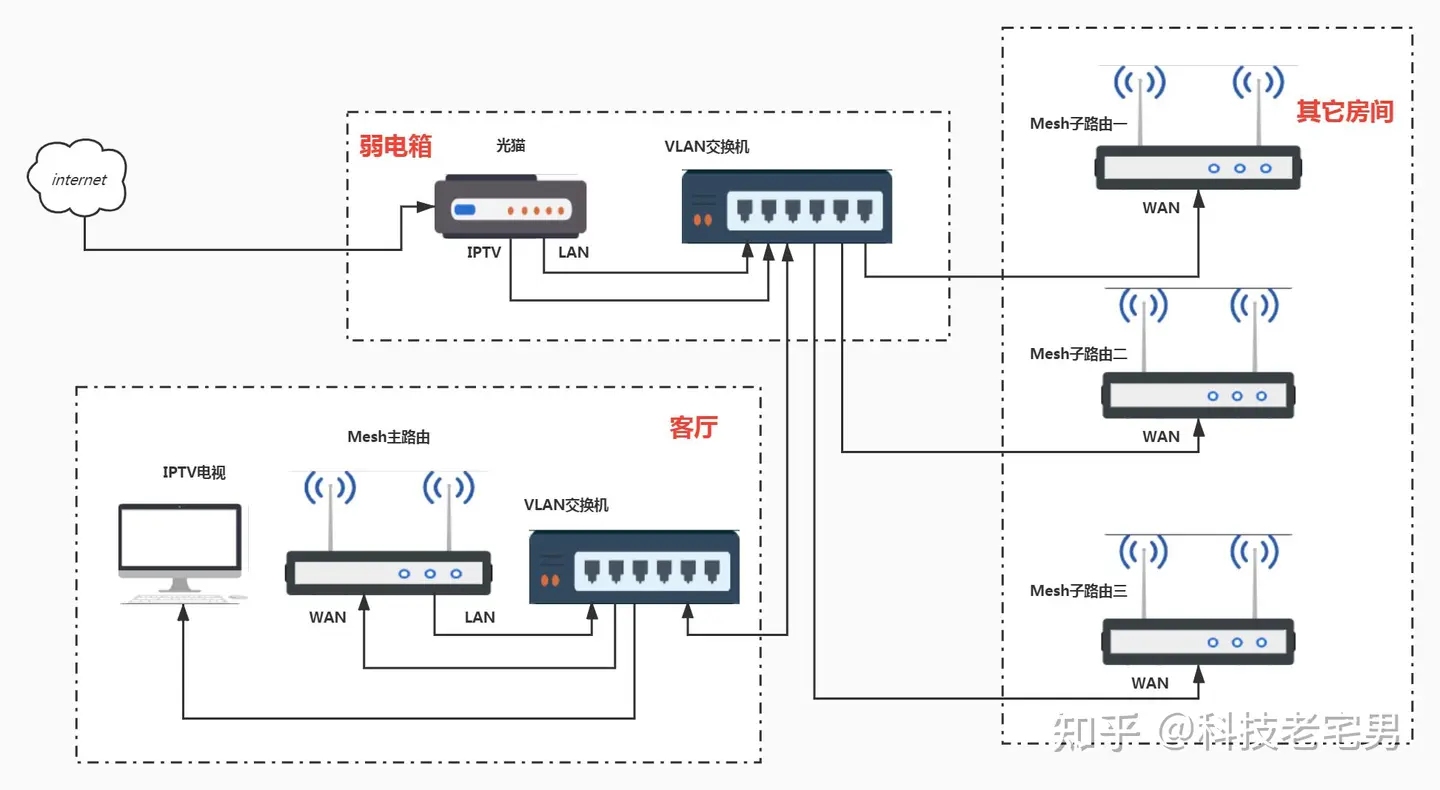 internet
弱电箱
光猫
VLAN交换机
IPTV
LAN
其它房间
Mesh子路由一
WAN
Mesh子路由二
WAN
Mesh子路由三
WAN
客厅
Mesh主路由
IPTV电视
VLAN交换机
WAN
LAN
知乎 @科技老宅男